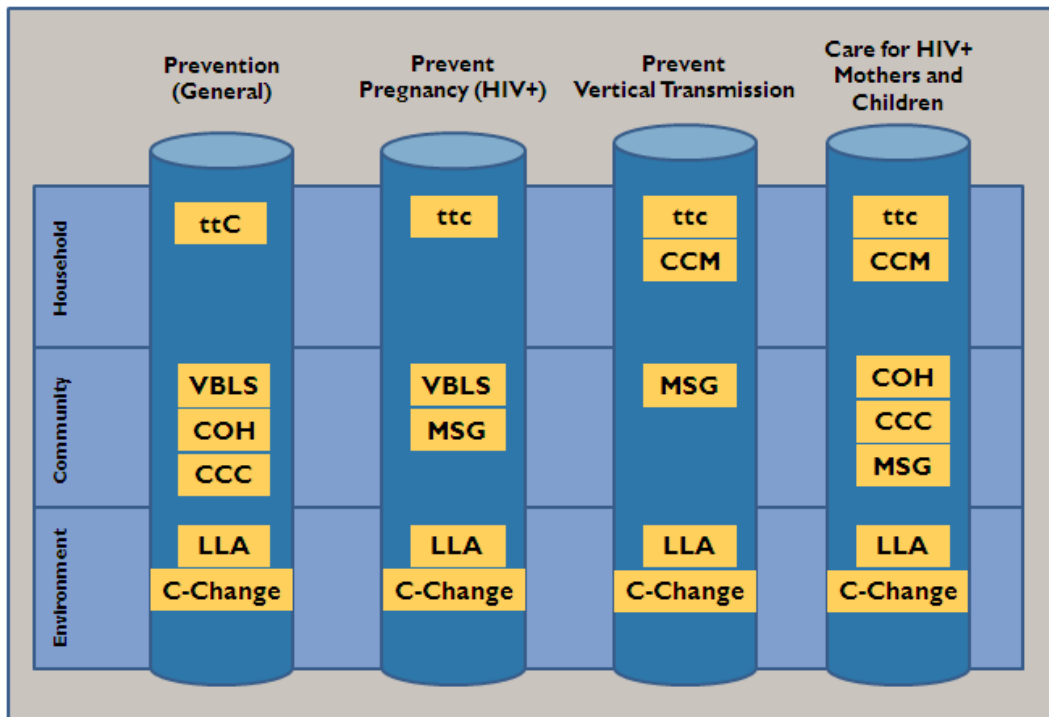 Prevention
(General)
Prevent
Pregnancy (HIV+)
Prevent
Vertical Transmission
Care for HIV+
Mothers and
Children
Household
ttC
ttc
ttc
CCM
ttc
CCM
Community
VBLS
COH
CCC
VBLS
MSG
MSG
COH
CCC
MSG
Environment
LLA
C-Change
LLA
C-Change
LLA
C-Change
LLA
C-Change